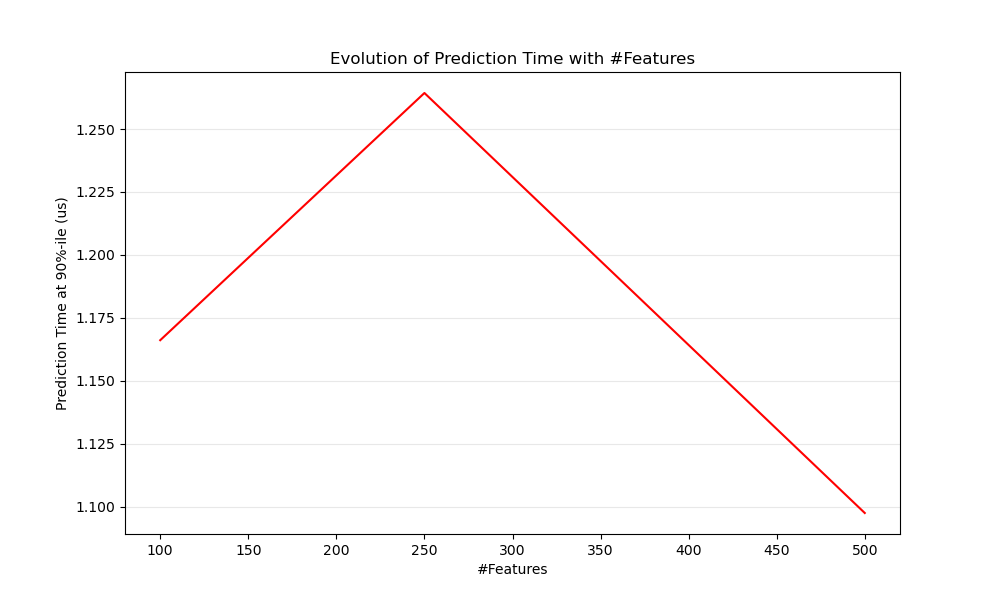 Evolution of Prediction Time with #Features
Prediction Time at 90%-ile (us)
1.250
1.225
1.200
1.175
1.150
1.125
1.100
100 150 200 250 300 350 400 450 500
#Features